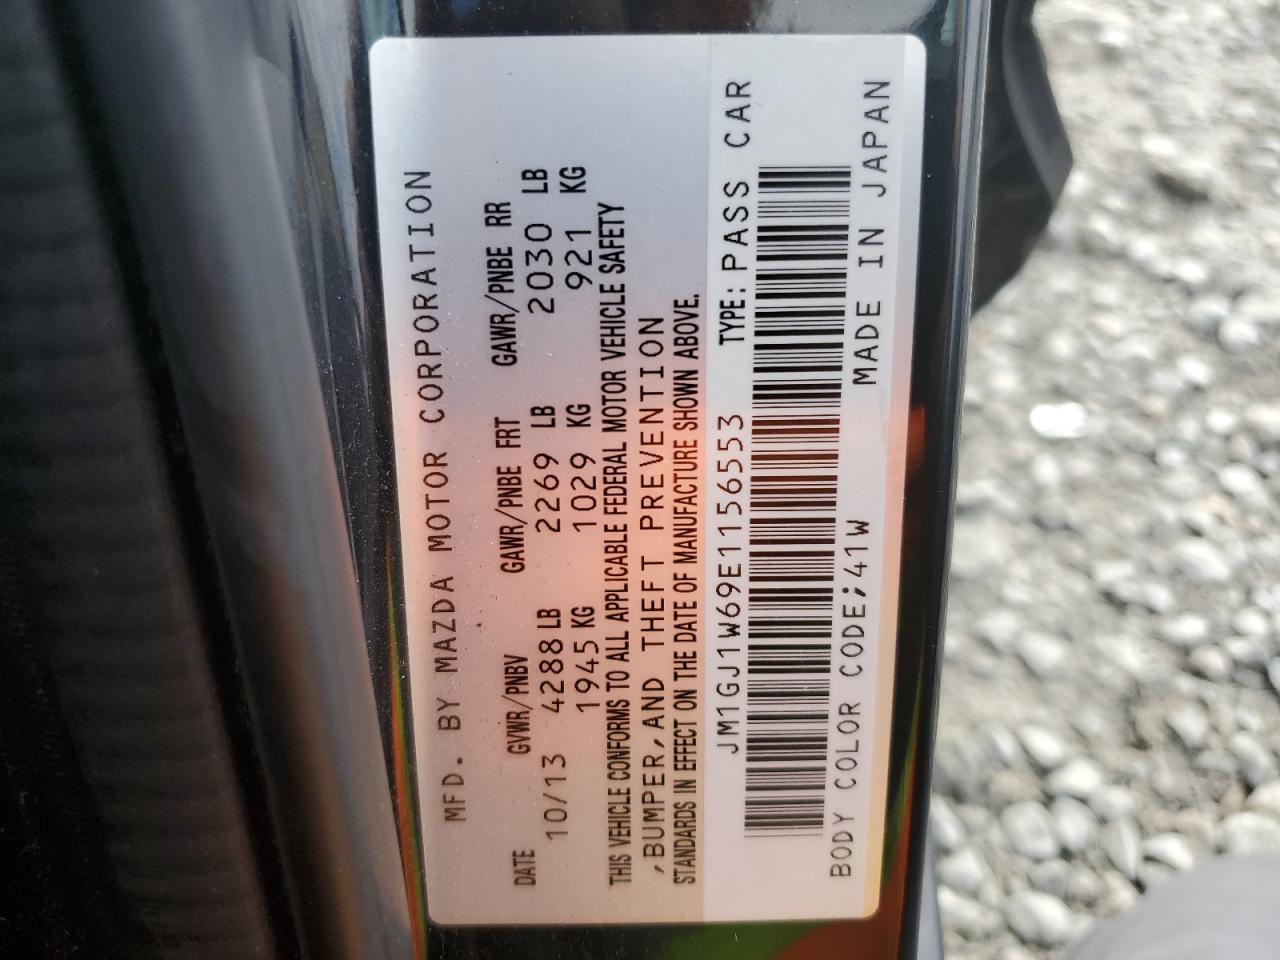 MFD. BY MAZDA MOTOR CORPORATION
DATE GVWR/PNBV GAWR/PNBE FRT GAWR/PNBE RR
10/13 4288 LB 2269 LB 2030 LB
1945 KG 1029 KG 921 KG
THIS VEHICLE CONFORMS TO ALL APPLICABLE FEDERAL MOTOR VEHICLE SAFETY
,BUMPER,AND THEFT PREVENTION
STANDARDS IN EFFECT ON THE DATE OF MANUFACTURE SHOWN ABOVE.
JM1GJ1W69E1156553 TYPE: PASS CAR
BODY COLOR CODE;41W MADE IN JAPAN